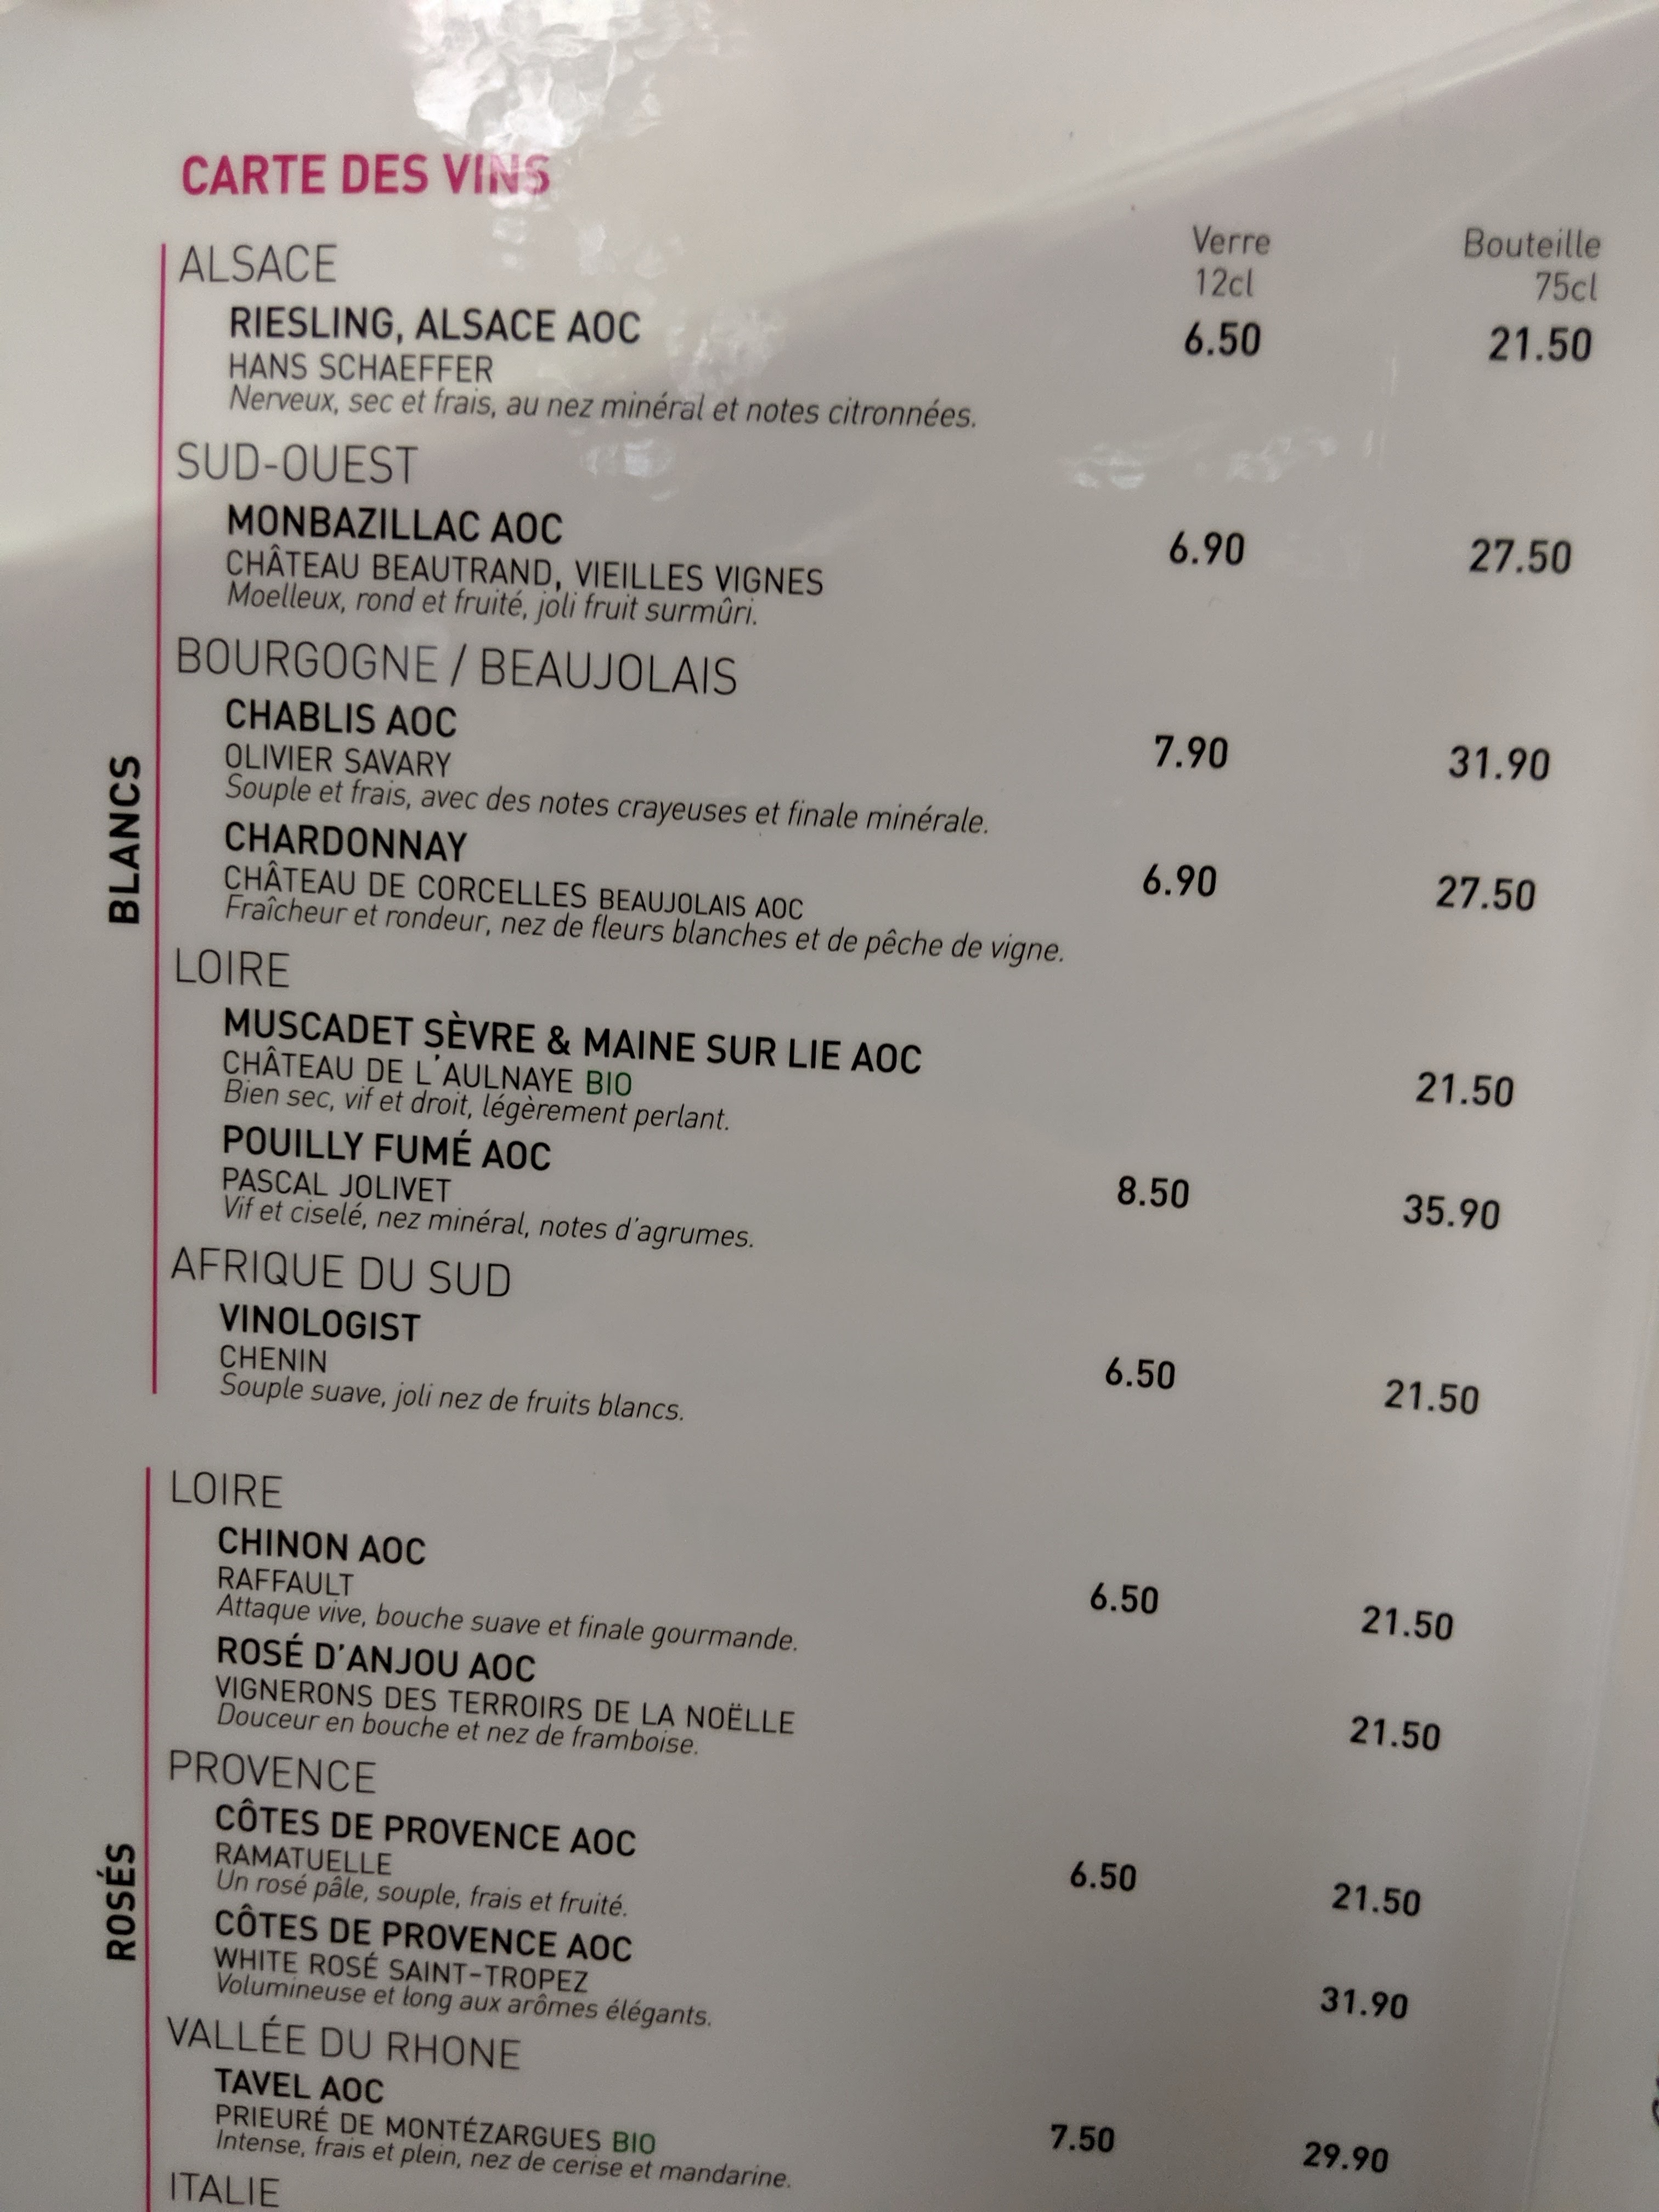 CARTE DES VINS
Verre Bouteille
12cl 75cl
ALSACE
RIESLING, ALSACE AOC 6.50 21.50
HANS SCHAEFFER
Nerveux, sec et frais, au nez minéral et notes citronnées.
SUD-OUEST
MONBAZILLAC AOC 6.90 27.50
CHÂTEAU BEAUTRAND, VIEILLES VIGNES
Moelleux, rond et fruité, joli fruit surmûri.
BOURGOGNE / BEAUJOLAIS
CHABLIS AOC 7.90 31.90
OLIVIER SAVARY
Souple et frais, avec des notes crayeuses et finale minérale.
CHARDONNAY 6.90 27.50
CHÂTEAU DE CORCELLES BEAUJOLAIS AOC
Fraîcheur et rondeur, nez de fleurs blanches et de pêche de vigne.
BLANCS
LOIRE
MUSCADET SÈVRE & MAINE SUR LIE AOC 21.50
CHÂTEAU DE L'AULNAYE BIO
Bien sec, vif et droit, légèrement perlant.
POUILLY FUMÉ AOC 8.50 35.90
PASCAL JOLIVET
Vif et ciselé, nez minéral, notes d'agrumes.
AFRIQUE DU SUD
VINOLOGIST 6.50 21.50
CHENIN
Souple suave, joli nez de fruits blancs.
LOIRE
CHINON AOC 6.50 21.50
RAFFAULT
Attaque vive, bouche suave et finale gourmande.
ROSÉ D'ANJOU AOC 21.50
VIGNERONS DES TERROIRS DE LA NOËLLE
Douceur en bouche et nez de framboise.
PROVENCE
CÔTES DE PROVENCE AOC 6.50 21.50
RAMATUELLE
Un rosé pâle, souple, frais et fruité.
ROSÉS
CÔTES DE PROVENCE AOC 31.90
WHITE ROSÉ SAINT-TROPEZ
Volumineuse et long aux arômes élégants.
VALLÉE DU RHONE
TAVEL AOC 7.50 29.90
PRIEURÉ DE MONTÉZARGUES BIO
Intense, frais et plein, nez de cerise et mandarine.
ITALIE